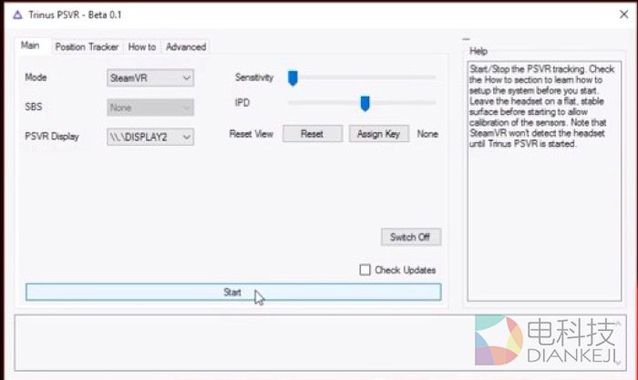 Trinus PSVR - Beta 0.1
Main Position Tracker How to Advanced
Mode SteamVR Sensitivity
SBS None IPD
PSVR Display \\.\DISPLAY2 Reset View Reset Assign Key None
Switch Off
Check Updates
Start
Help
Start/Stop the PSVR tracking. Check
the How to section to learn how to
setup the system before you start.
Leave the headset on a flat, stable
surface before starting to allow
calibration of the sensors. Note that
SteamVR won't detect the headset
until Trinus PSVR is started.
电科技
DIANKEJI